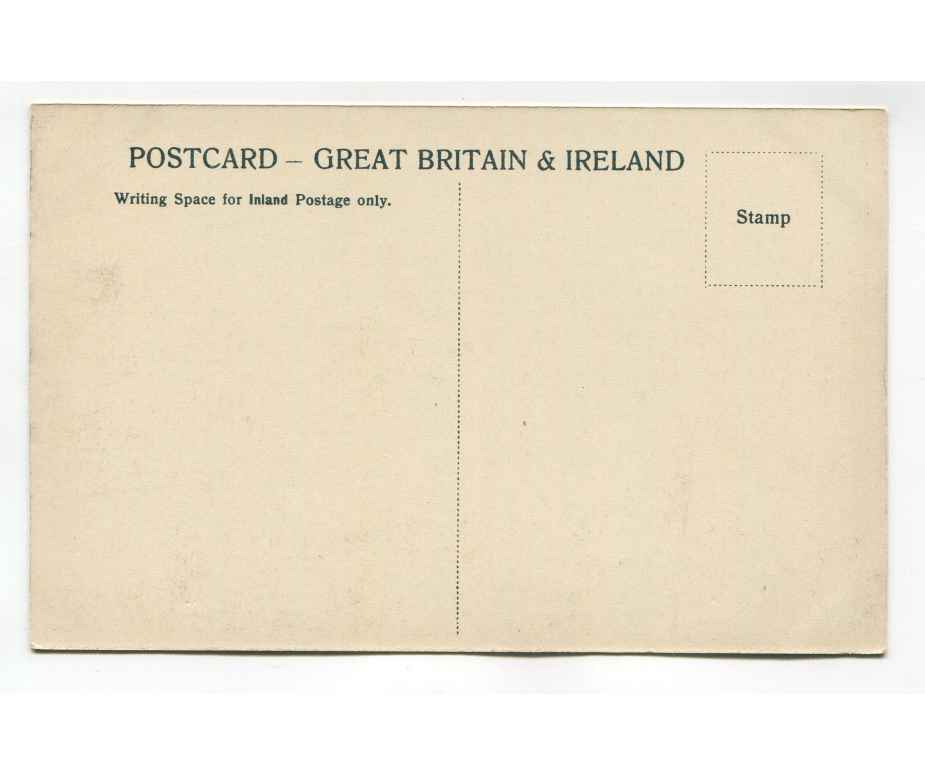 POSTCARD – GREAT BRITAIN & IRELAND
Writing Space for Inland Postage only.
Stamp